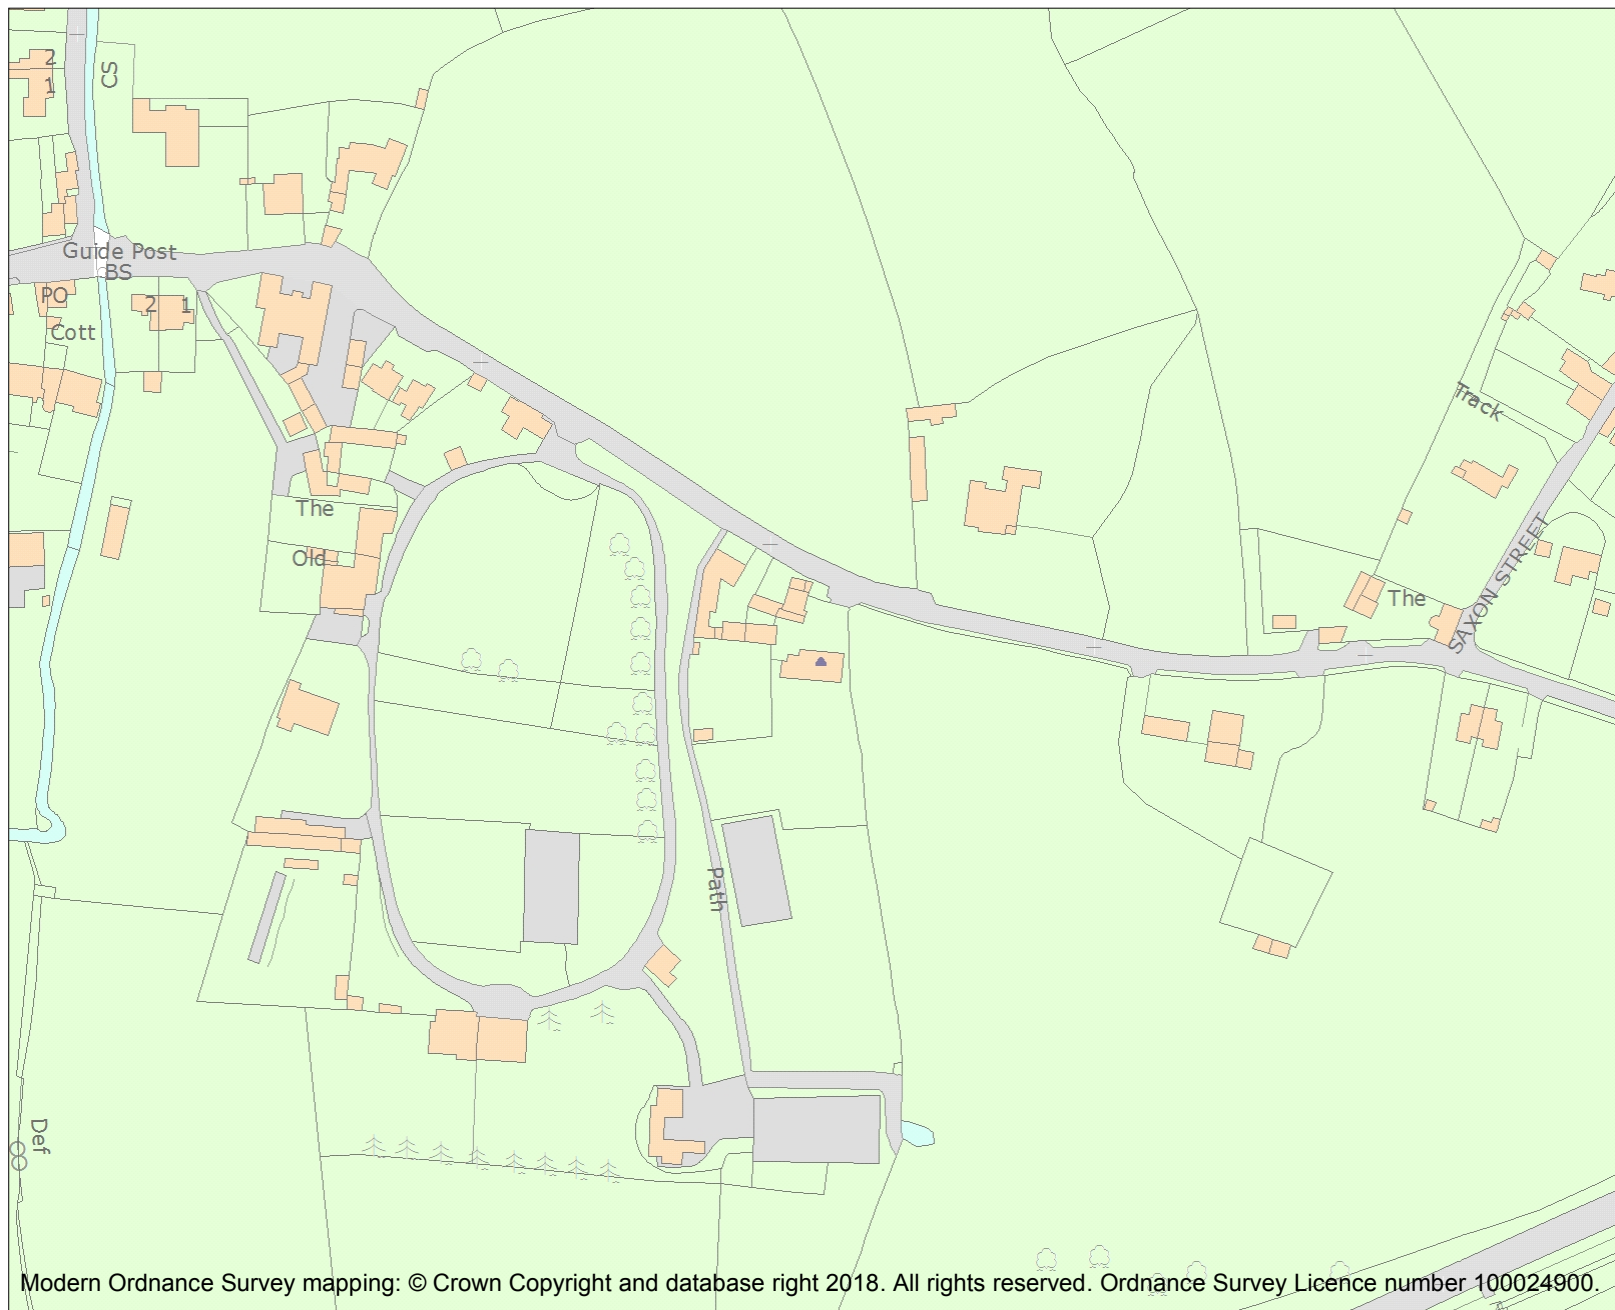 2
CS
1
Guide Post
BS
PO
2 1
Cott
Track
The
Old
SAXON STREET
The
Path
Def
Modern Ordnance Survey mapping: © Crown Copyright and database right 2018. All rights reserved. Ordnance Survey Licence number 100024900.